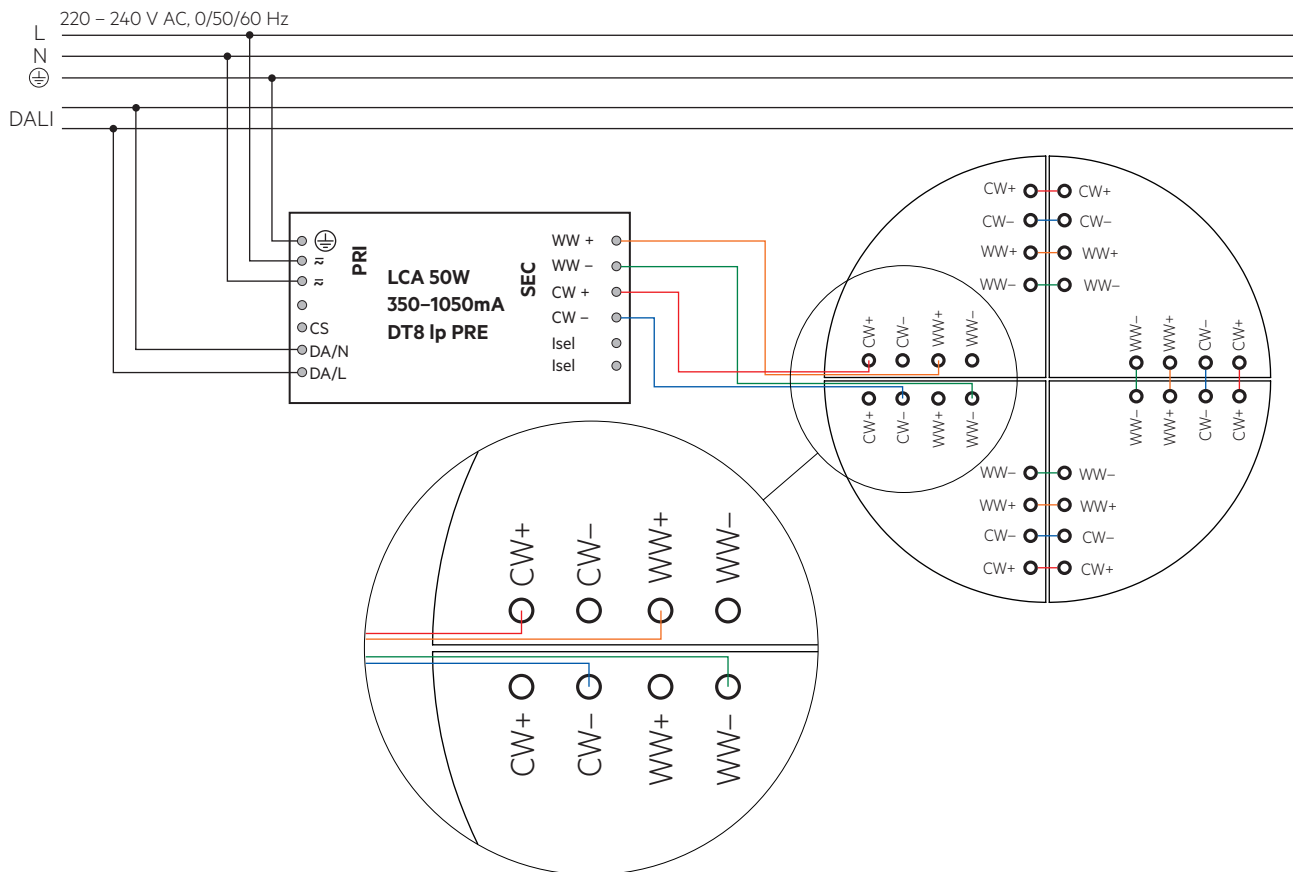 220 – 240 V AC, 0/50/60 Hz
L
N
DALI
PRI
≂
≂
CS
DA/N
DA/L
LCA 50W
350–1050mA
DT8 lp PRE
SEC
WW +
WW –
CW +
CW –
Isel
Isel
CW+ CW+
CW– CW–
WW+ WW+
WW– WW–
CW+ CW– WW+ WW–
CW+ CW– WW+ WW–
WW– WW+ CW– CW+
WW– WW+ CW– CW+
WW– WW–
WW+ WW+
CW– CW–
CW+ CW+
CW+ CW– WW+ WW–
CW+ CW– WW+ WW–